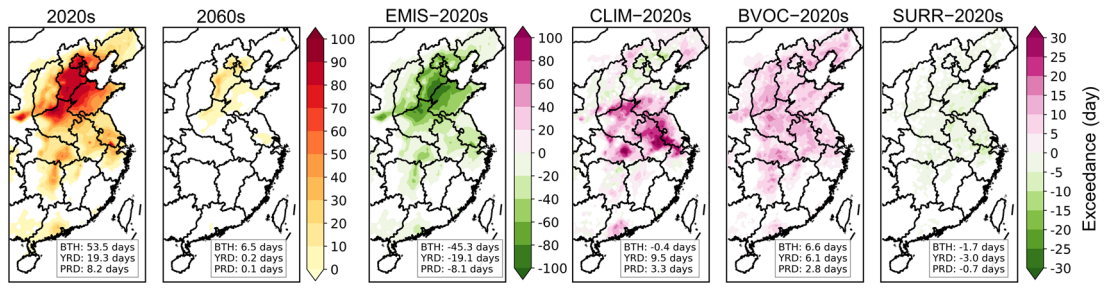 2020s
2060s
EMIS−2020s
CLIM−2020s
BVOC−2020s
SURR−2020s
BTH: 53.5 days
YRD: 19.3 days
PRD: 8.2 days
BTH: 6.5 days
YRD: 0.2 days
PRD: 0.1 days
100
90
80
70
60
50
40
30
20
10
0
BTH: -45.3 days
YRD: -19.1 days
PRD: -8.1 days
100
80
60
40
20
0
-20
-40
-60
-80
-100
BTH: -0.4 days
YRD: 9.5 days
PRD: 3.3 days
BTH: 6.6 days
YRD: 6.1 days
PRD: 2.8 days
BTH: -1.7 days
YRD: -3.0 days
PRD: -0.7 days
30
25
20
15
10
5
0
-5
-10
-15
-20
-25
-30
Exceedance (day)